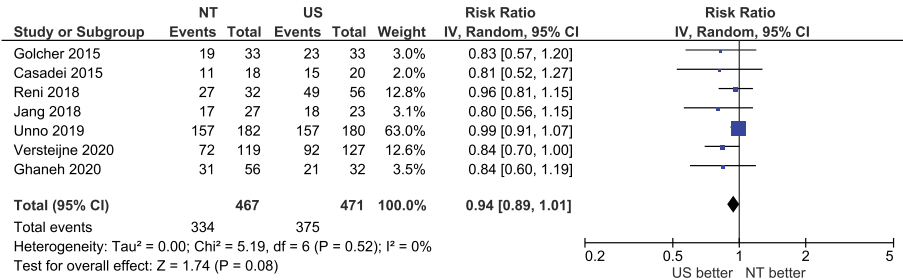 NT US Risk Ratio Risk Ratio
Study or Subgroup Events Total Events Total Weight IV, Random, 95% CI IV, Random, 95% CI
Golcher 2015 19 33 23 33 3.0% 0.83 [0.57, 1.20]
Casadei 2015 11 18 15 20 2.0% 0.81 [0.52, 1.27]
Reni 2018 27 32 49 56 12.8% 0.96 [0.81, 1.15]
Jang 2018 17 27 18 23 3.1% 0.80 [0.56, 1.15]
Unno 2019 157 182 157 180 63.0% 0.99 [0.91, 1.07]
Versteijne 2020 72 119 92 127 12.6% 0.84 [0.70, 1.00]
Ghaneh 2020 31 56 21 32 3.5% 0.84 [0.60, 1.19]
Total (95% CI) 467 471 100.0% 0.94 [0.89, 1.01]
Total events 334 375
Heterogeneity: Tau² = 0.00; Chi² = 5.19, df = 6 (P = 0.52); I² = 0%
Test for overall effect: Z = 1.74 (P = 0.08)
0.2 0.5 1 2 5
US better NT better